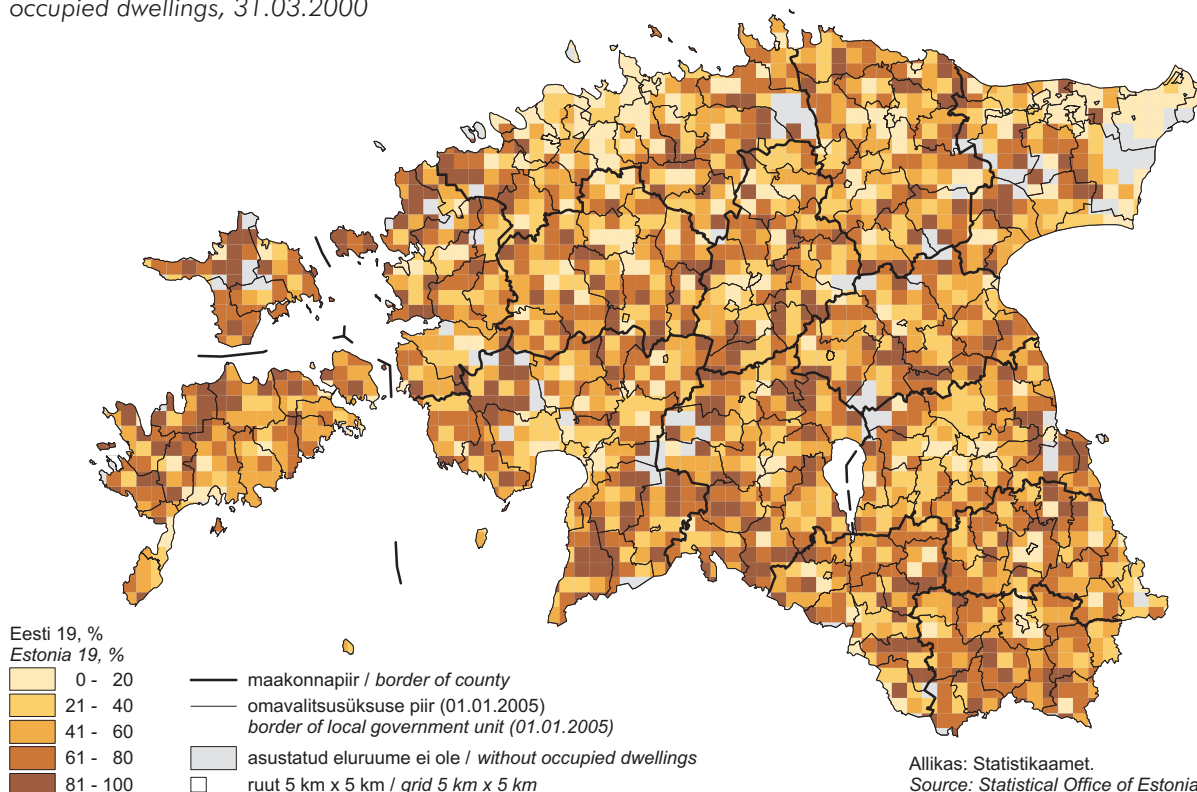 occupied dwellings, 31.03.2000
Eesti 19, %
Estonia 19, %
0 - 20
21 - 40
41 - 60
61 - 80
81 - 100
maakonnapiir / border of county
omavalitsusüksuse piir (01.01.2005)
border of local government unit (01.01.2005)
asustatud eluruume ei ole / without occupied dwellings
ruut 5 km x 5 km / grid 5 km x 5 km
Allikas: Statistikaamet.
Source: Statistical Office of Estonia